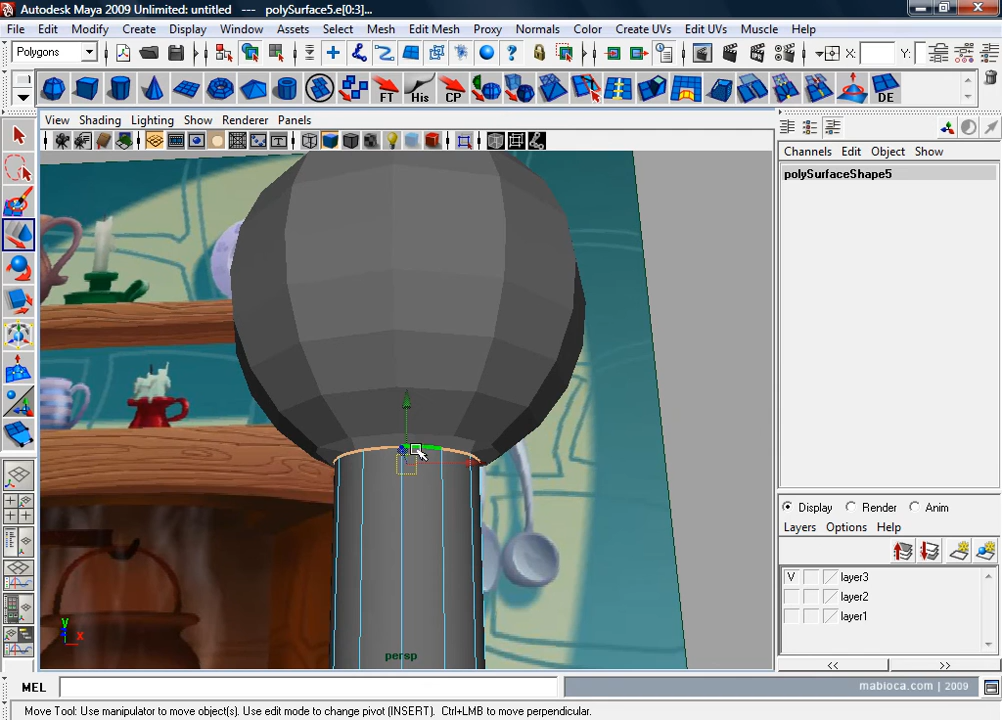 Autodesk Maya 2009 Unlimited: untitled --- polySurface5.e[0:3]...
File Edit Modify Create Display Window Assets Select Mesh Edit Mesh Proxy Normals Color Create UVs Edit UVs Muscle Help
Polygons X: Y:
FT His CP DE
View Shading Lighting Show Renderer Panels
Channels Edit Object Show
polySurfaceShape5
Display Render Anim
Layers Options Help
V layer3
layer2
layer1
y
x
persp
<< >>
MEL
mabioca.com | 2009
Move Tool: Use manipulator to move object(s). Use edit mode to change pivot (INSERT). Ctrl+LMB to move perpendicular.